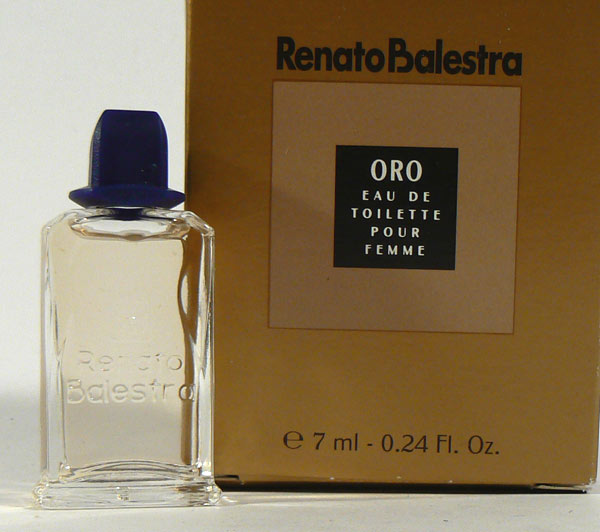 Renato Balestra
ORO
EAU DE
TOILETTE
POUR
FEMME
Renato
Balestra
℮ 7 ml - 0.24 Fl. Oz.